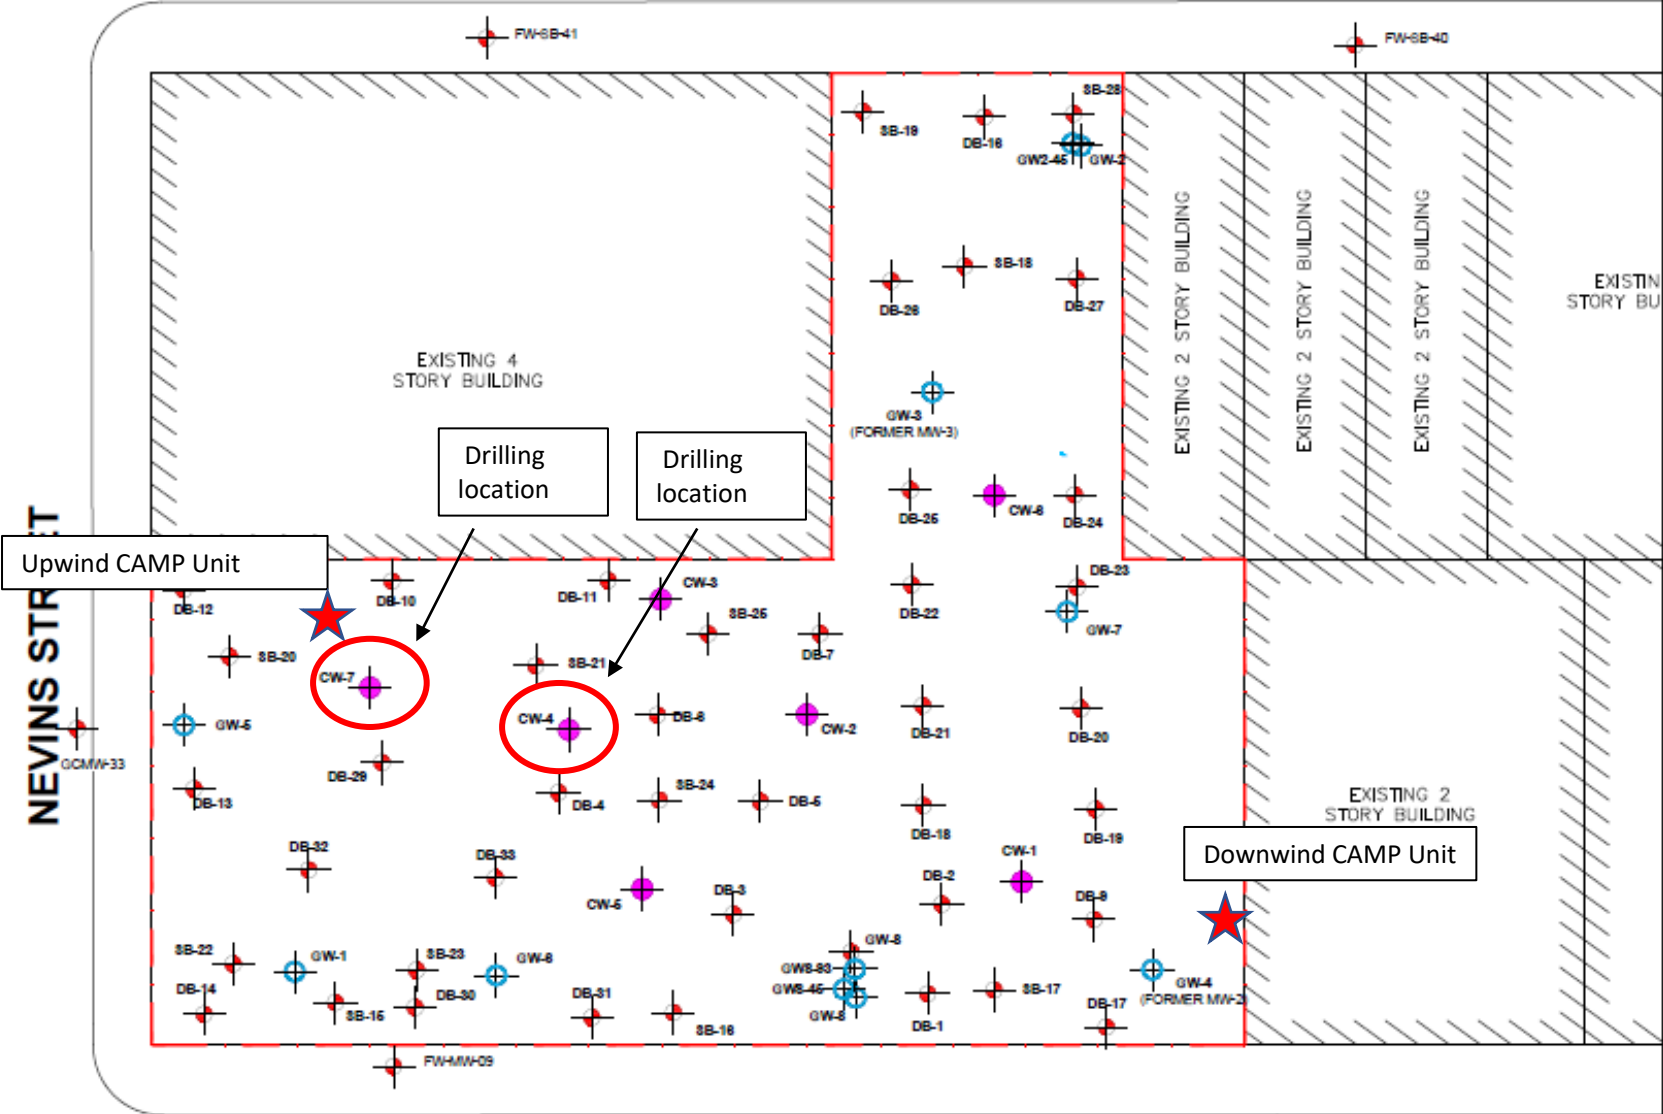 FW-SB-41
FW-SB-40
SB-28
SB-19
DB-16
GW2-45
GW-2
SB-18
DB-26
DB-27
EXISTING 2 STORY BUILDING
EXISTING 2 STORY BUILDING
EXISTING 2 STORY BUILDING
EXISTIN
STORY BU
EXISTING 4
STORY BUILDING
GW-3
(FORMER MW-3)
Drilling
location
Drilling
location
DB-25
CW-6
DB-24
NEVINS STREET
Upwind CAMP Unit
DB-12
DB-10
DB-11
CW-3
DB-22
DB-23
SB-25
GW-7
SB-20
DB-7
SB-21
CW-7
CW-4
DB-6
GW-5
CW-2
DB-21
DB-20
GCMW-33
DB-29
DB-13
DB-4
SB-24
DB-5
DB-18
DB-19
EXISTING 2
STORY BUILDING
DB-32
DB-33
CW-1
Downwind CAMP Unit
DB-2
DB-3
CW-5
DB-9
SB-22
GW-1
SB-23
GW-6
GW-8
GW8-93
GW8-45
GW-8
DB-14
SB-15
DB-30
DB-31
SB-16
DB-1
SB-17
GW-4
(FORMER MW-2)
DB-17
FW-MW-09